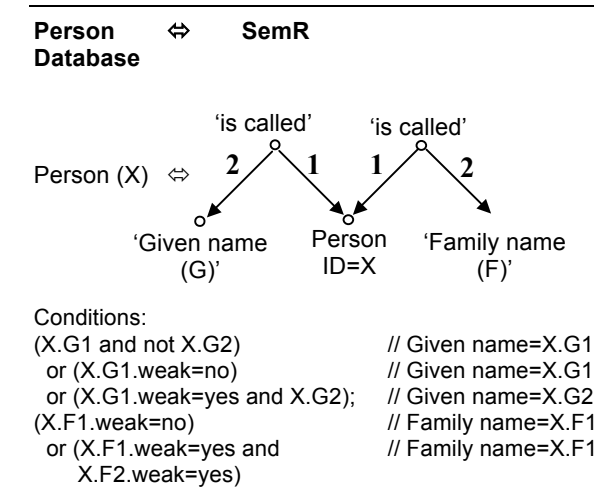 Person ⇔ SemR
Database
‘is called’ ‘is called’
Person (X) ⇔ 2 1 1 2
‘Given name Person ‘Family name
(G)’ ID=X (F)’
Conditions:
(X.G1 and not X.G2) // Given name=X.G1
or (X.G1.weak=no) // Given name=X.G1
or (X.G1.weak=yes and X.G2); // Given name=X.G2
(X.F1.weak=no) // Family name=X.F1
or (X.F1.weak=yes and // Family name=X.F1
X.F2.weak=yes)